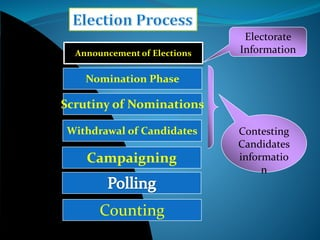 Election Process
Electorate
Information
Announcement of Elections
Nomination Phase
Scrutiny of Nominations
Withdrawal of Candidates
Campaigning
Polling
Counting
Contesting
Candidates
informatio
n